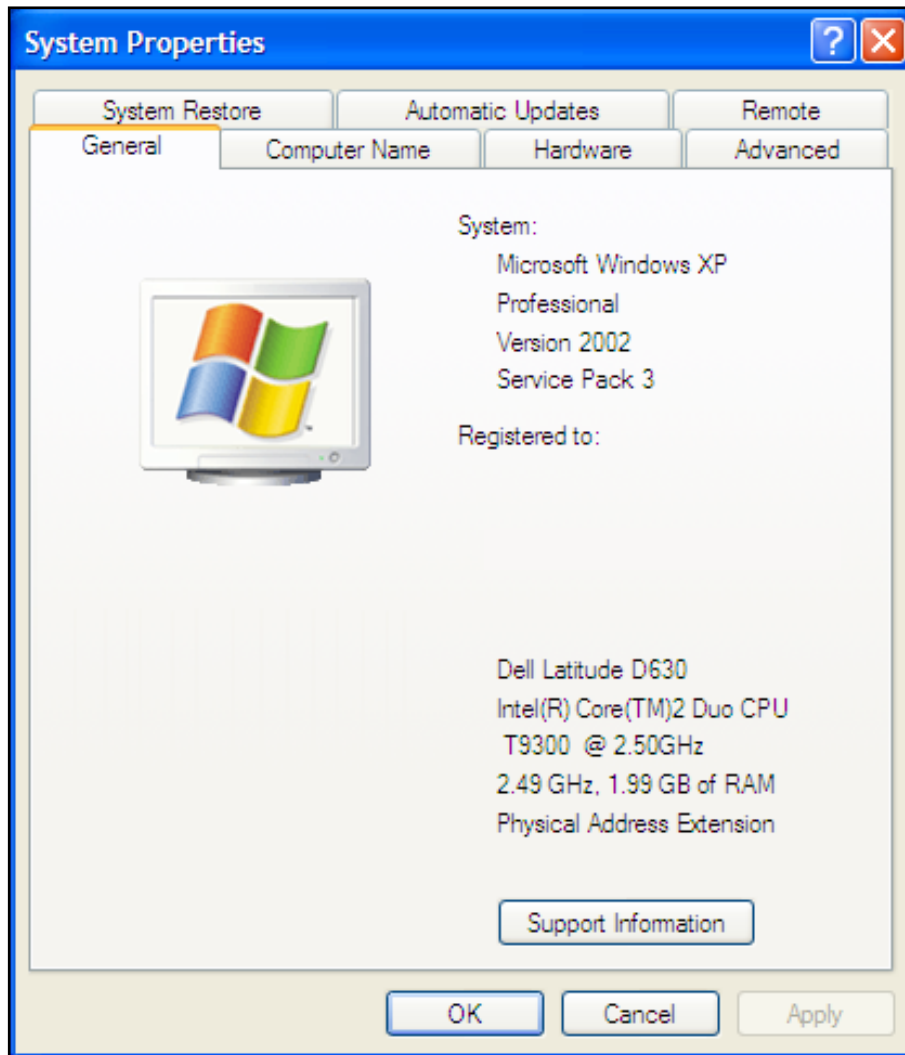 System Properties
?
System Restore Automatic Updates Remote
General Computer Name Hardware Advanced
System:
Microsoft Windows XP
Professional
Version 2002
Service Pack 3
Registered to:
Dell Latitude D630
Intel(R) Core(TM)2 Duo CPU
T9300 @ 2.50GHz
2.49 GHz, 1.99 GB of RAM
Physical Address Extension
Support Information
OK Cancel Apply